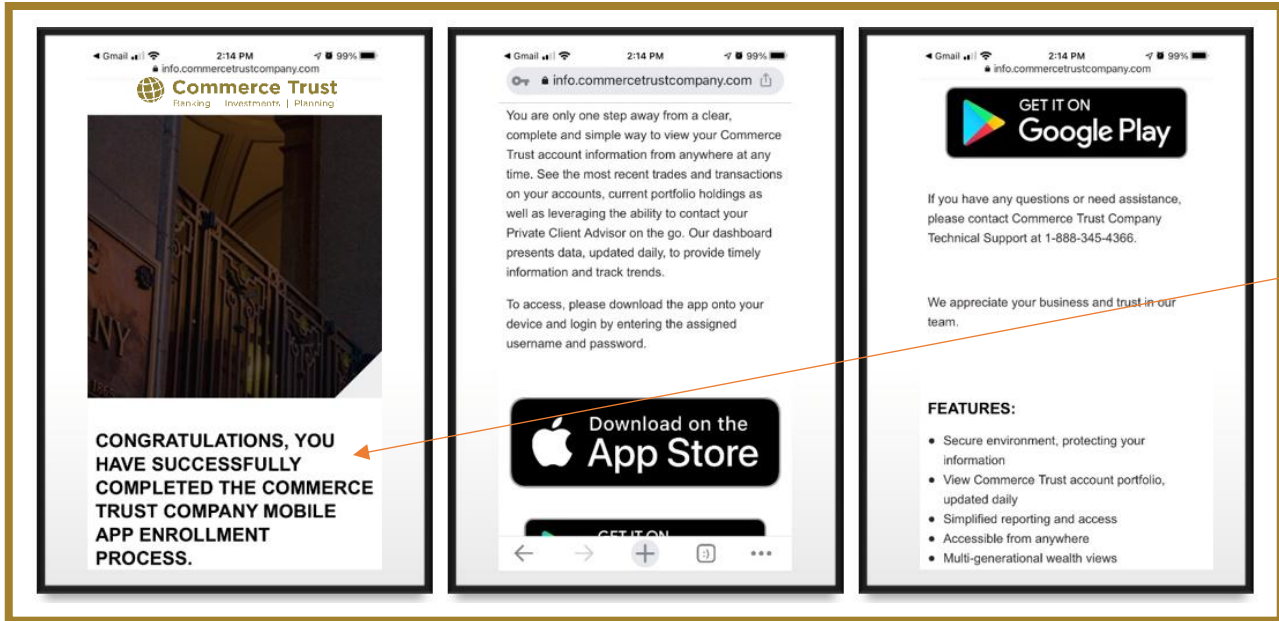 Gmail 2:14 PM 99%
info.commercetrustcompany.com
Commerce Trust
Banking Investments | Planning
NY
CONGRATULATIONS, YOU
HAVE SUCCESSFULLY
COMPLETED THE COMMERCE
TRUST COMPANY MOBILE
APP ENROLLMENT
PROCESS.
Gmail 2:14 PM 99%
info.commercetrustcompany.com
You are only one step away from a clear,
complete and simple way to view your Commerce
Trust account information from anywhere at any
time. See the most recent trades and transactions
on your accounts, current portfolio holdings as
well as leveraging the ability to contact your
Private Client Advisor on the go. Our dashboard
presents data, updated daily, to provide timely
information and track trends.
To access, please download the app onto your
device and login by entering the assigned
username and password.
Download on the
App Store
GET IT ON
:)
Gmail 2:14 PM 99%
info.commercetrustcompany.com
GET IT ON
Google Play
If you have any questions or need assistance,
please contact Commerce Trust Company
Technical Support at 1-888-345-4366.
We appreciate your business and trust in our
team.
FEATURES:
• Secure environment, protecting your
information
• View Commerce Trust account portfolio,
updated daily
• Simplified reporting and access
• Accessible from anywhere
• Multi-generational wealth views